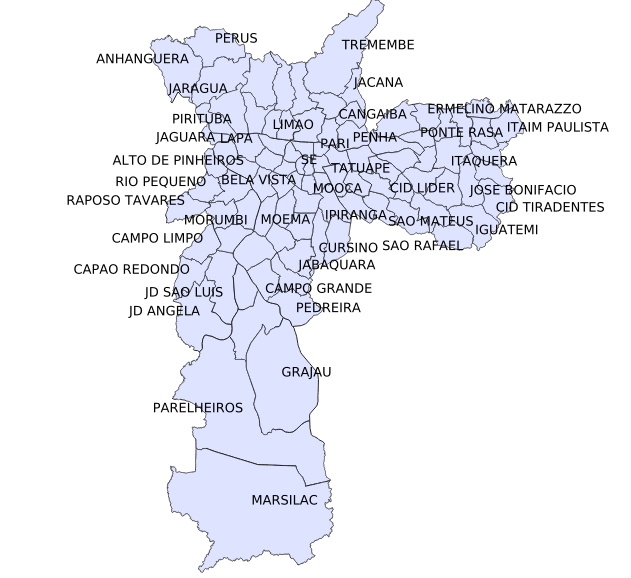 PERUS
TREMEMBE
ANHANGUERA
JACANA
JARAGUA
ERMELINO MATARAZZO
CANGAIBA
PIRITUBA
LIMAO
ITAIM PAULISTA
PONTE RASA
JAGUARA
LAPA
PENHA
PARI
ALTO DE PINHEIROS
SE
ITAQUERA
TATUAPE
RIO PEQUENO
BELA VISTA
MOOCA
CID LIDER
JOSE BONIFACIO
RAPOSO TAVARES
CID TIRADENTES
MORUMBI
MOEMA
IPIRANGA
SAO MATEUS
IGUATEMI
CAMPO LIMPO
CURSINO
SAO RAFAEL
JABAQUARA
CAPAO REDONDO
CAMPO GRANDE
JD SAO LUIS
PEDREIRA
JD ANGELA
GRAJAU
PARELHEIROS
MARSILAC